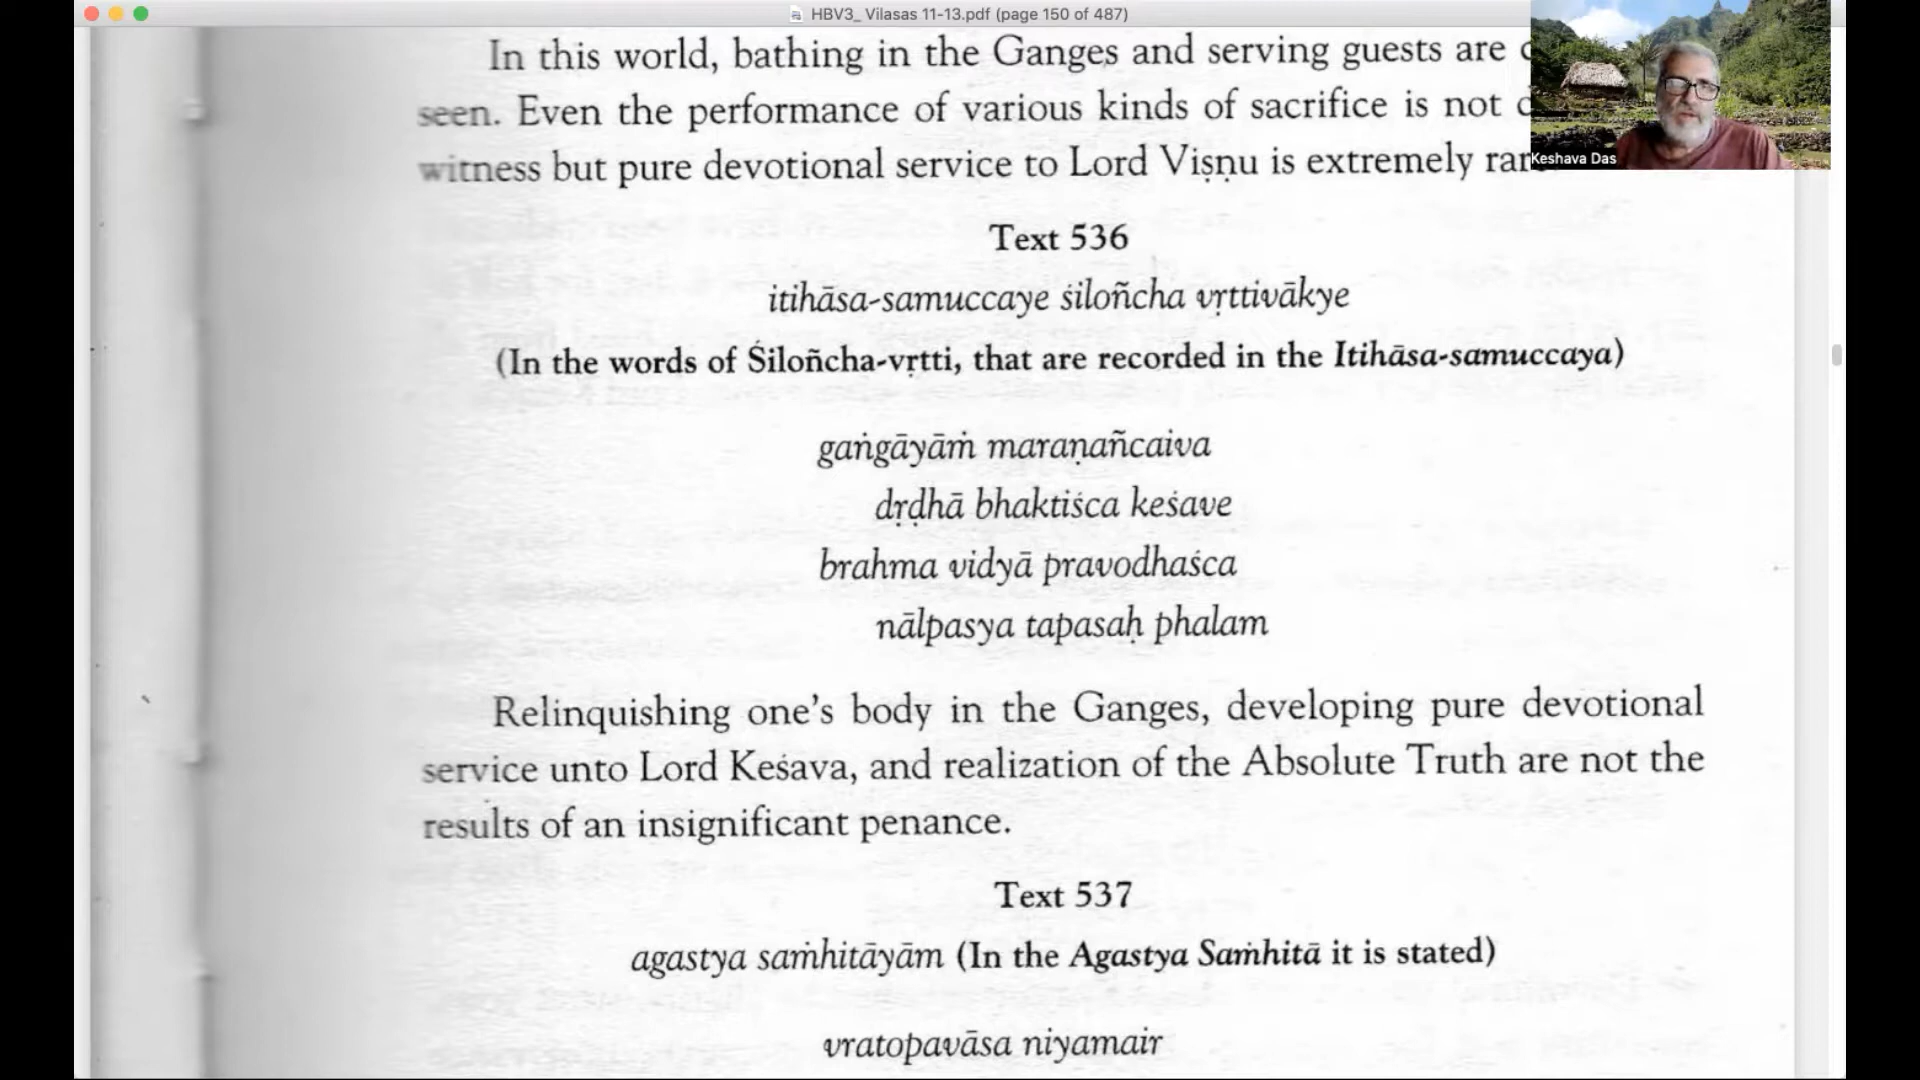 HBV3_ Vilasas 11-13.pdf (page 150 of 487)
In this world, bathing in the Ganges and serving guests are
seen. Even the performance of various kinds of sacrifice is not
Keshava Das
witness but pure devotional service to Lord Viṣṇu is extremely
Text 536
itihāsa-samuccaye śiloñcha vṛttivākye
(In the words of Śiloñcha-vṛtti, that are recorded in the Itihāsa-samuccaya)
gaṅgāyāṁ maraṇañcaiva
dṛḍhā bhaktiśca keśave
brahma vidyā pravodhaśca
nālpasya tapasaḥ phalam
Relinquishing one's body in the Ganges, developing pure devotional
service unto Lord Keśava, and realization of the Absolute Truth are not the
results of an insignificant penance.
Text 537
agastya saṁhitāyām (In the Agastya Saṁhitā it is stated)
vratopavāsa niyamair